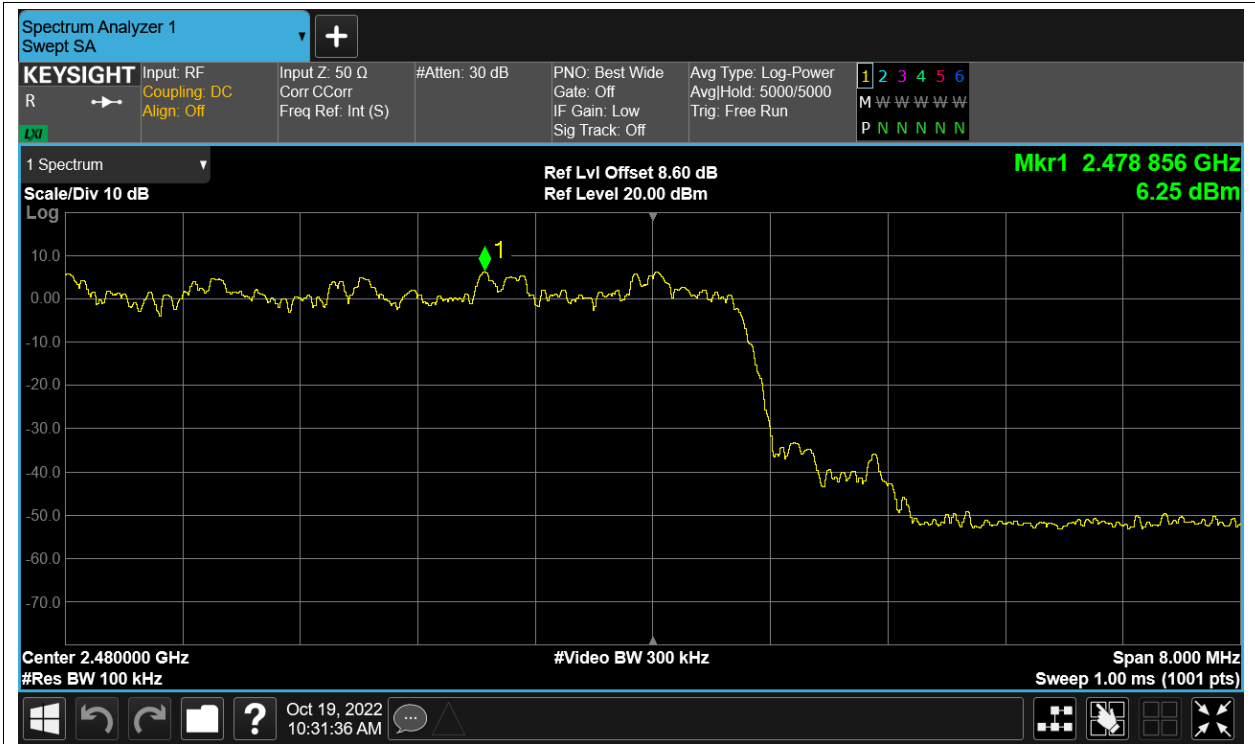 Spectrum Analyzer 1
Swept SA
+
KEYSIGHT
R
LXI
Input: RF
Coupling: DC
Align: Off
Input Z: 50 Ω
Corr CCorr
Freq Ref: Int (S)
#Atten: 30 dB
PNO: Best Wide
Gate: Off
IF Gain: Low
Sig Track: Off
Avg Type: Log-Power
Avg|Hold: 5000/5000
Trig: Free Run
1 2 3 4 5 6
M W W W W W
P N N N N N N
1 Spectrum
Scale/Div 10 dB
Log
Ref Lvl Offset 8.60 dB
Ref Level 20.00 dBm
Mkr1 2.478 856 GHz
6.25 dBm
1
10.0
0.00
-10.0
-20.0
-30.0
-40.0
-50.0
-60.0
-70.0
Center 2.480000 GHz
#Video BW 300 kHz
Span 8.000 MHz
#Res BW 100 kHz
Sweep 1.00 ms (1001 pts)
?
Oct 19, 2022
10:31:36 AM